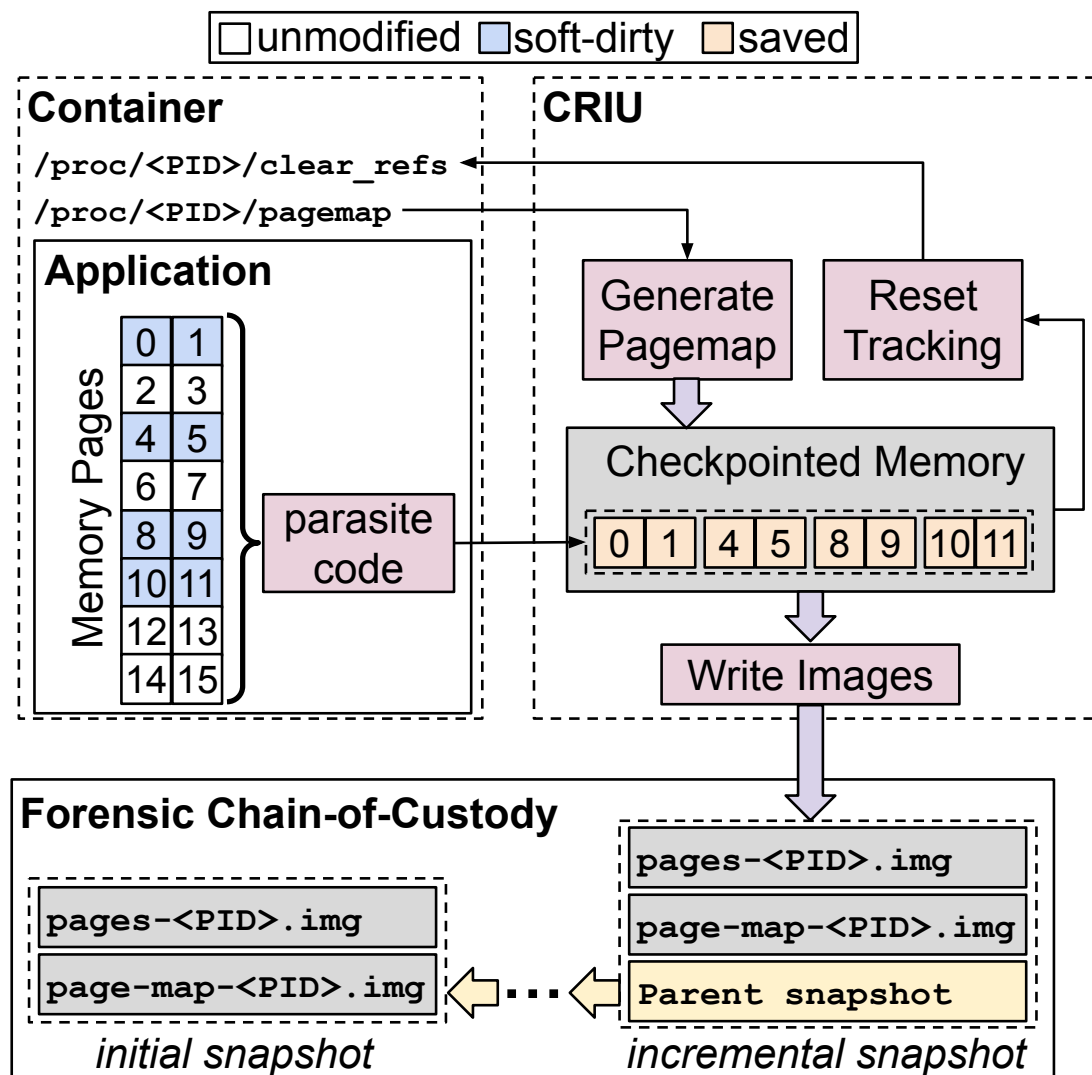 unmodified soft-dirty saved
Container
/proc/<PID>/clear_refs
/proc/<PID>/pagemap
Application
Memory Pages
0 1
2 3
4 5
6 7
8 9
10 11
12 13
14 15
parasite
code
CRIU
Generate
Pagemap
Reset
Tracking
Checkpointed Memory
0 1 4 5 8 9 10 11
Write Images
Forensic Chain-of-Custody
pages-<PID>.img
page-map-<PID>.img
initial snapshot
...
pages-<PID>.img
page-map-<PID>.img
Parent snapshot
incremental snapshot